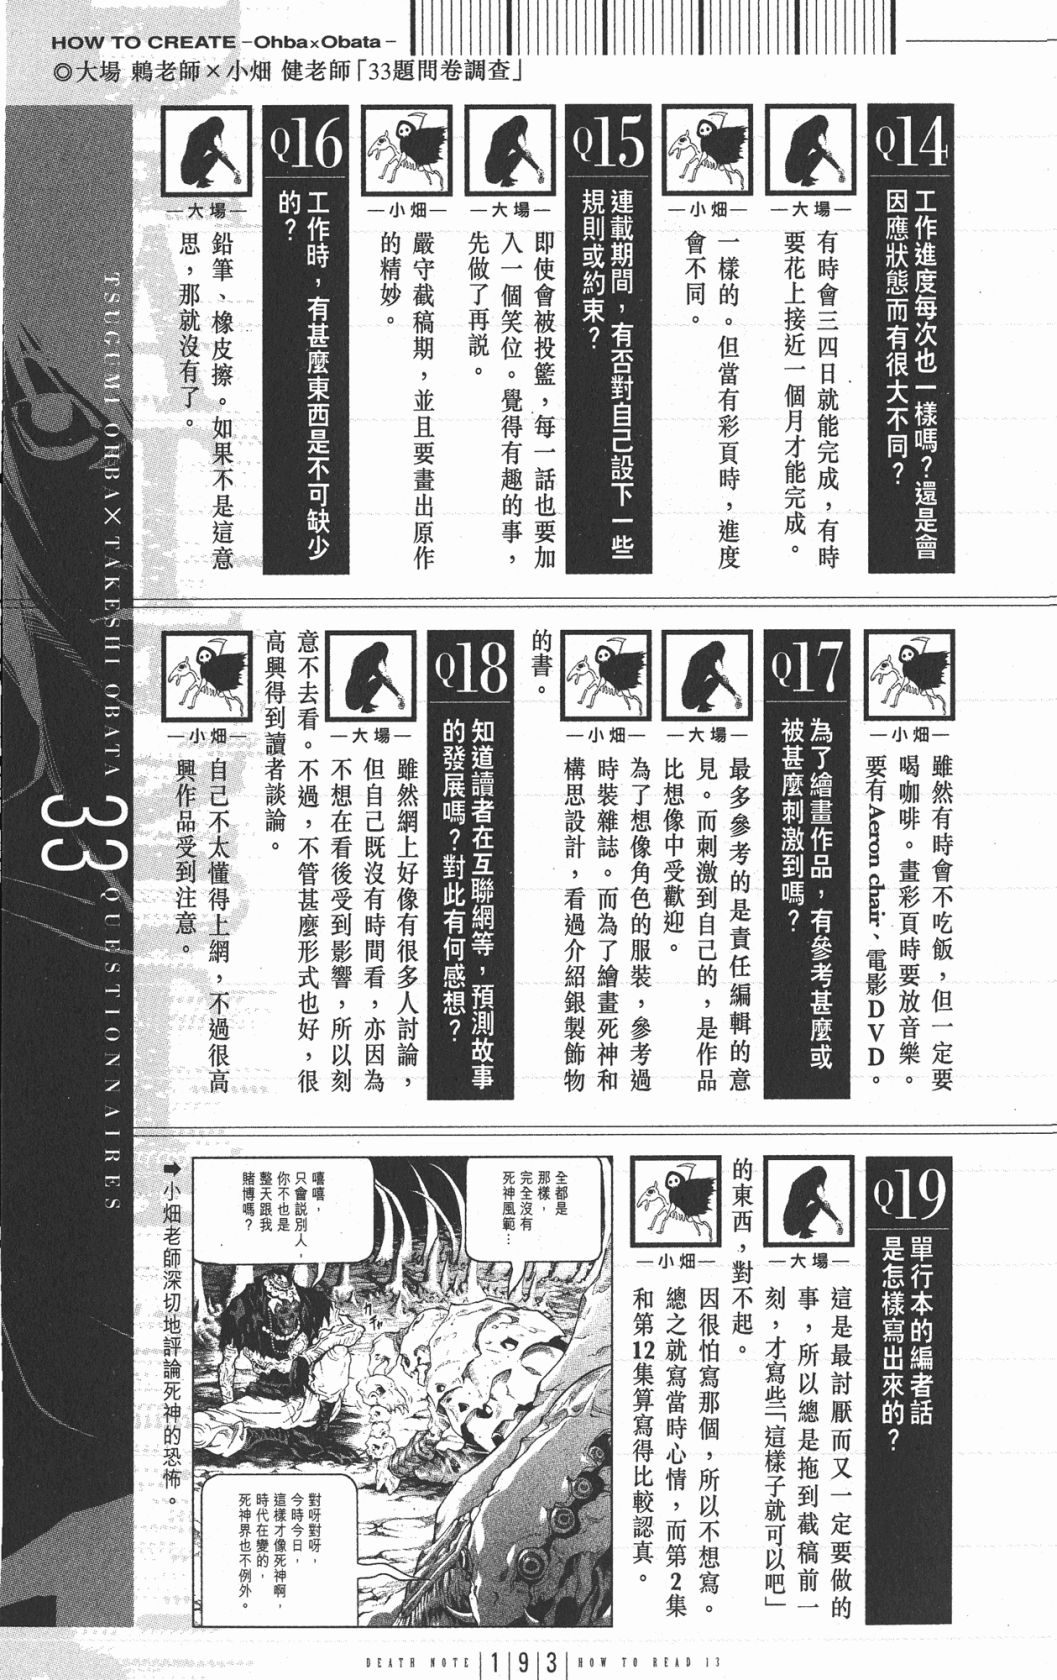 HOW TO CREATE –Ohba×Obata–
◎大場 鶇老師×小畑 健老師「33題問卷調查」
Q14
工作進度每次也一樣嗎？還是會
因應狀態而有很大不同？
—大場—
有時會三四日就能完成，有時
要花上接近一個月才能完成。
—小畑—
一樣的。但當有彩頁時，進度
會不同。
Q15
連載期間，有否對自己設下一些
規則或約束？
—大場—
即使會被投籃，每一話也要加
入一個笑位。覺得有趣的事，
先做了再說。
—小畑—
嚴守截稿期，並且要畫出原作
的精妙。
Q16
工作時，有甚麼東西是不可缺少
的？
—大場—
鉛筆、橡皮擦。如果不是這意
思，那就沒有了。
—小畑—
雖然有時會不吃飯，但一定要
喝咖啡。畫彩頁時要放音樂。
要有Aeron chair、電影DVD。
Q17
為了繪畫作品，有參考甚麼或
被甚麼刺激到嗎？
—大場—
最多參考的是責任編輯的意
見。而刺激到自己的，是作品
比想像中受歡迎。
—小畑—
為了想像角色的服裝，參考過
時裝雜誌。而為了繪畫死神和
構思設計，看過介紹銀製飾物
的書。
Q18
知道讀者在互聯網等，預測故事
的發展嗎？對此有何感想？
—大場—
雖然網上好像有很多人討論，
但自己既沒有時間看，亦因為
不想在看後受到影響，所以刻
意不去看。不過，不管甚麼形式也好，很
高興得到讀者談論。
—小畑—
自己不太懂得上網，不過很高
興作品受到注意。
Q19
單行本的編者話
是怎樣寫出來的？
—大場—
這是最討厭而又一定要做的
事，所以總是拖到截稿前一
刻，才寫些「這樣子就可以吧」
的東西，對不起。
—小畑—
因很怕寫那個，所以不想寫。
總之就寫當時心情，而第2集
和第12集算寫得比較認真。
全都是
那樣，
完全沒有
死神風範…
嘻嘻，
只會說別人，
你不也是
整天跟我
賭博嗎？
對呀對呀，
這樣才像死神啊，
今時今日，
時代在變的，
死神界也不例外。
➡小畑老師深切地評論死神的恐怖。
TSUGUMI OHBA×TAKESHI OBATA 33 QUESTIONNAIRES
DEATH NOTE 193 HOW TO READ 13